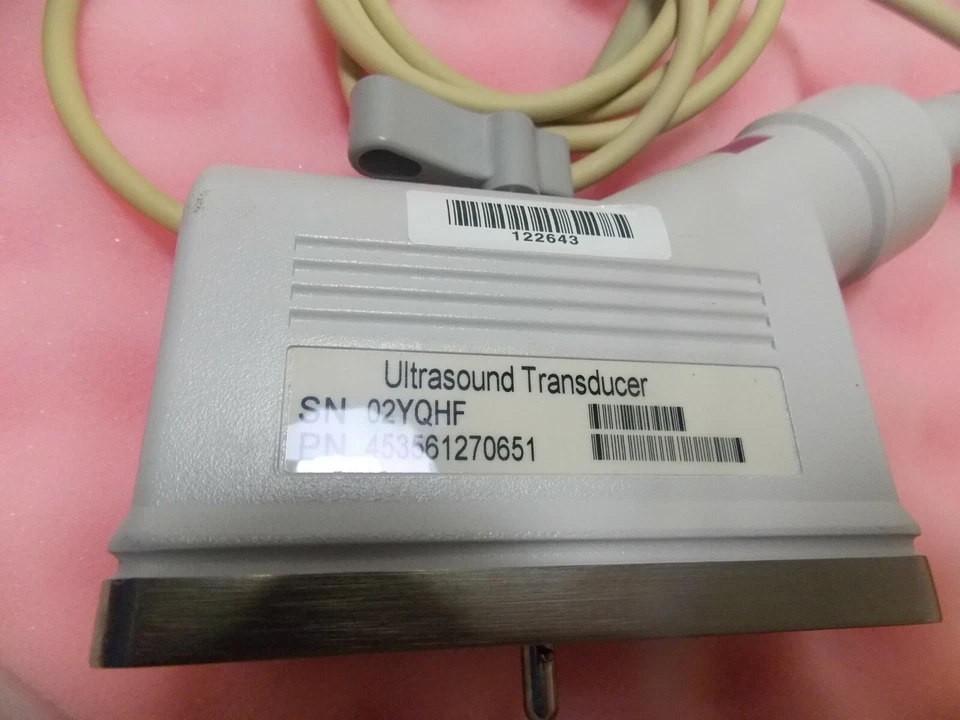 122643
Ultrasound Transducer
SN 02YQHF
PN 453561270651